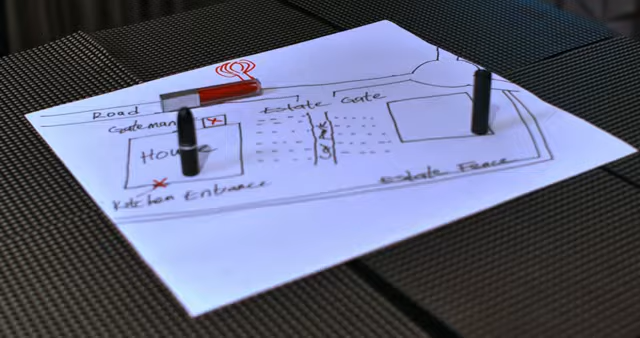 Road
Estate Gate
Gateman
House
Estate Fence
Kitchen Entrance